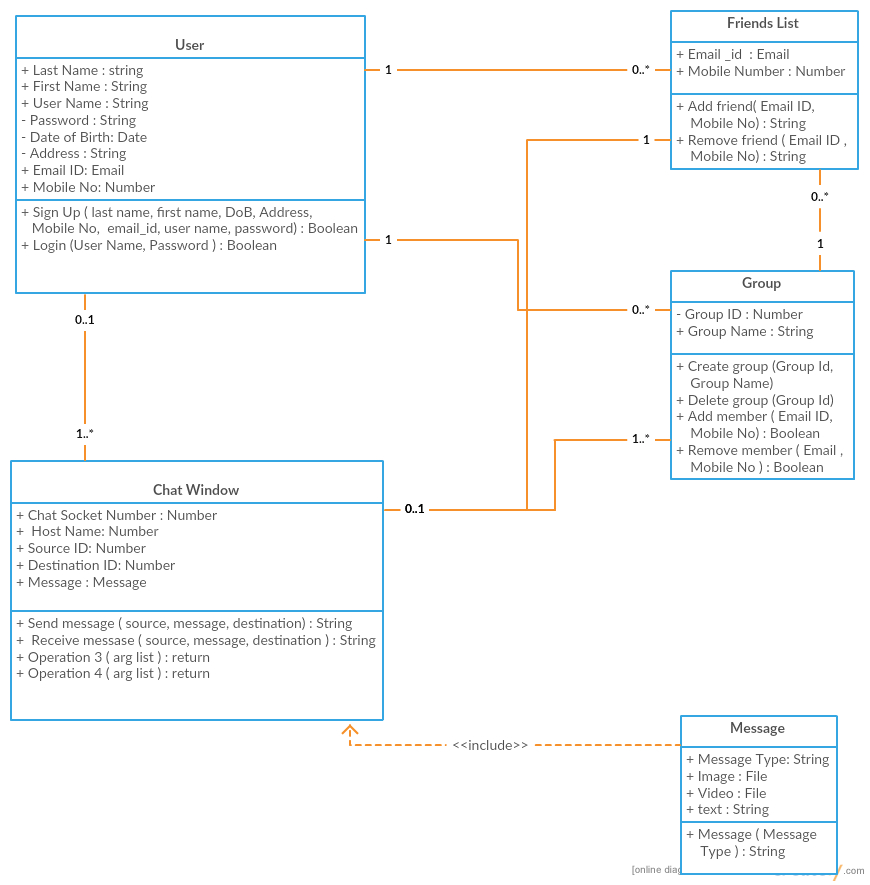 User
+ Last Name : string
+ First Name : String
+ User Name : String
- Password : String
- Date of Birth: Date
- Address : String
+ Email ID: Email
+ Mobile No: Number
+ Sign Up ( last name, first name, DoB, Address,
Mobile No, email_id, user name, password) : Boolean
+ Login (User Name, Password ) : Boolean
Friends List
+ Email _id : Email
+ Mobile Number : Number
+ Add friend( Email ID,
Mobile No) : String
+ Remove friend ( Email ID ,
Mobile No) : String
1
0..*
1
0..*
1
1
0..*
Group
- Group ID : Number
+ Group Name : String
+ Create group (Group Id,
Group Name)
+ Delete group (Group Id)
+ Add member ( Email ID,
Mobile No) : Boolean
+ Remove member ( Email ,
Mobile No ) : Boolean
0..1
1..*
1..*
0..1
Chat Window
+ Chat Socket Number : Number
+ Host Name: Number
+ Source ID: Number
+ Destination ID: Number
+ Message : Message
+ Send message ( source, message, destination) : String
+ Receive messase ( source, message, destination ) : String
+ Operation 3 ( arg list ) : return
+ Operation 4 ( arg list ) : return
<<include>>
Message
+ Message Type: String
+ Image : File
+ Video : File
+ text : String
+ Message ( Message
Type ) : String
[online diag
.com